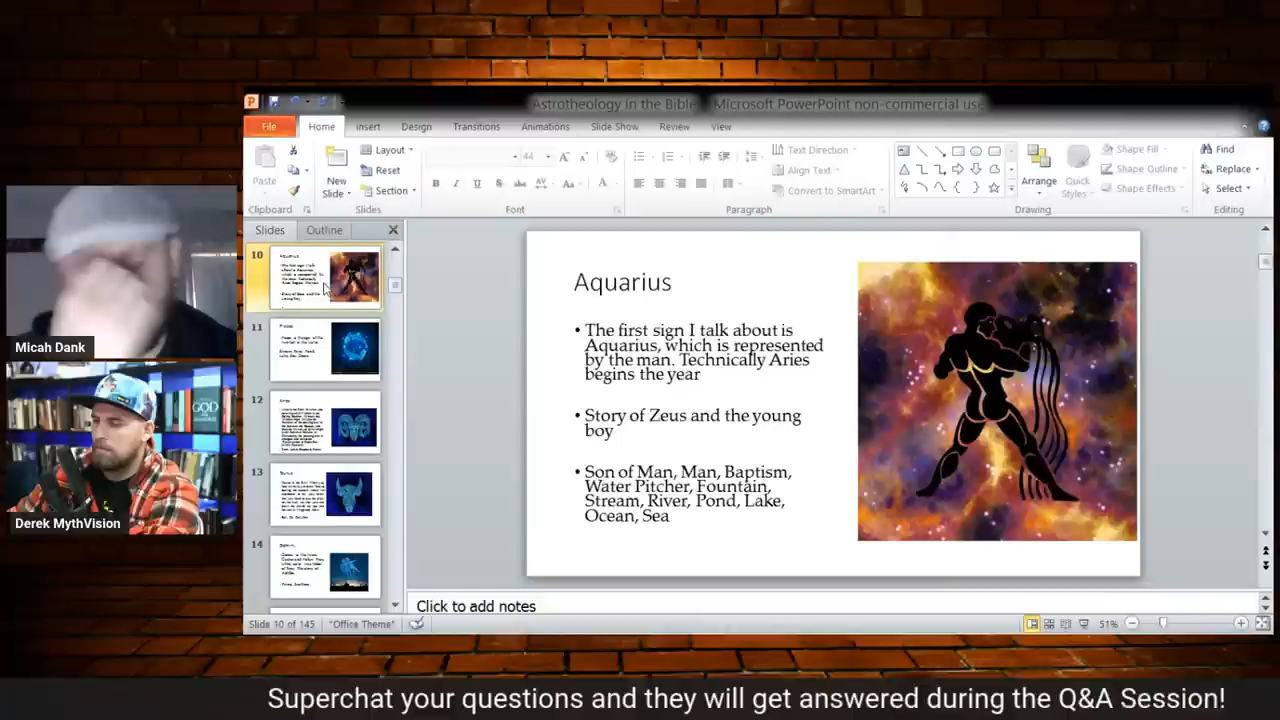 Astrotheology in the Bible - Microsoft PowerPoint non-commercial use
File Home Insert Design Transitions Animations Slide Show Review View
Paste
New
Slide
Layout
Reset
Section
44
Text Direction
Align Text
Convert to SmartArt
Arrange
Quick
Styles
Shape Fill
Shape Outline
Shape Effects
Find
Replace
Select
Clipboard Slides Font Paragraph Drawing Editing
Slides Outline
10
11
12
13
14
Aquarius
• The first sign I talk about is
Aquarius, which is represented
by the man. Technically Aries
begins the year
• Story of Zeus and the young
boy
• Son of Man, Man, Baptism,
Water Pitcher, Fountain,
Stream, River, Pond, Lake,
Ocean, Sea
Click to add notes
Slide 10 of 145 "Office Theme" 51%
Micah Dank
GOD
Derek MythVision
Superchat your questions and they will get answered during the Q&A Session!